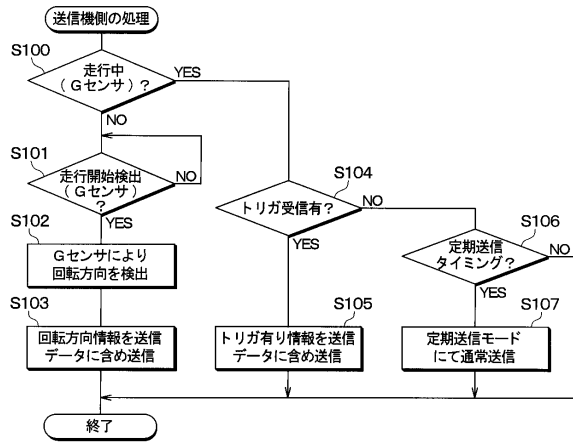 送信機側の処理
S100
走行中
(Gセンサ)?
YES
NO
S101
走行開始検出
(Gセンサ)
?
NO
YES
S102
Gセンサにより
回転方向を検出
S103
回転方向情報を送信
データに含め送信
終了
S104
トリガ受信有?
NO
YES
S105
トリガ有り情報を送信
データに含め送信
S106
定期送信
タイミング?
NO
YES
S107
定期送信モード
にて通常送信